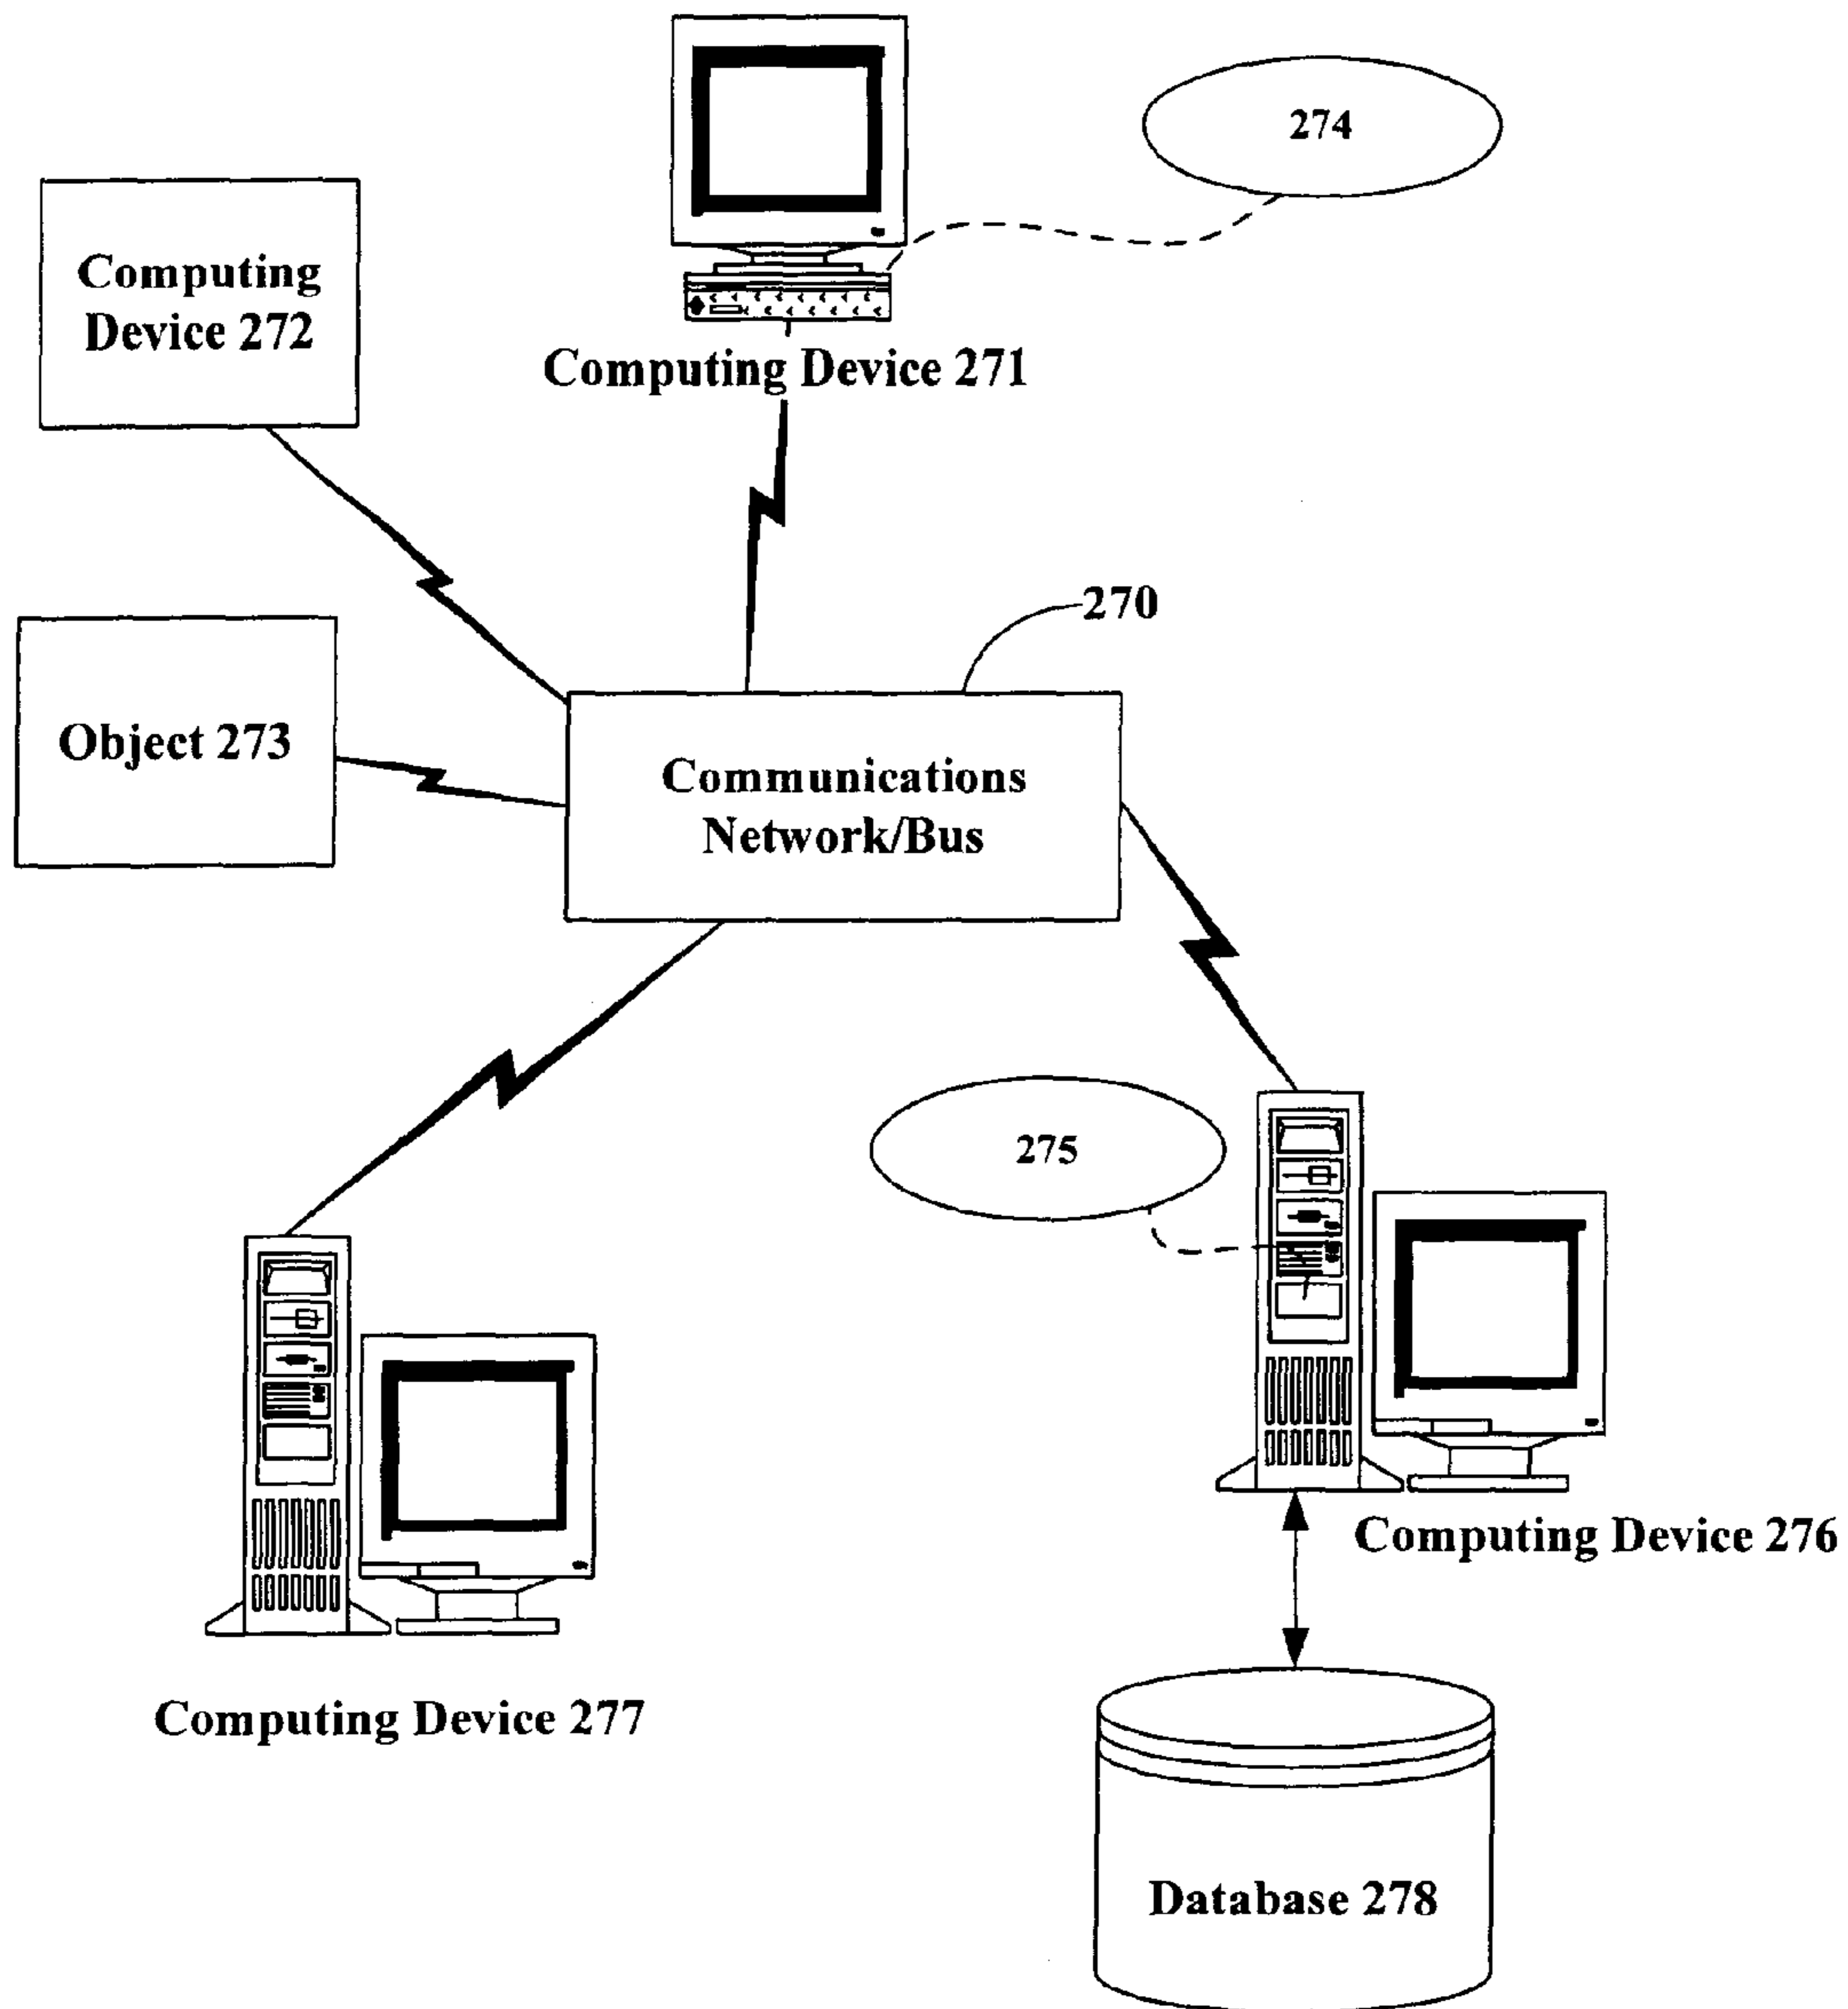 274
Computing
Device 272
Computing Device 271
270
Object 273
Communications
Network/Bus
275
Computing Device 276
Computing Device 277
Database 278